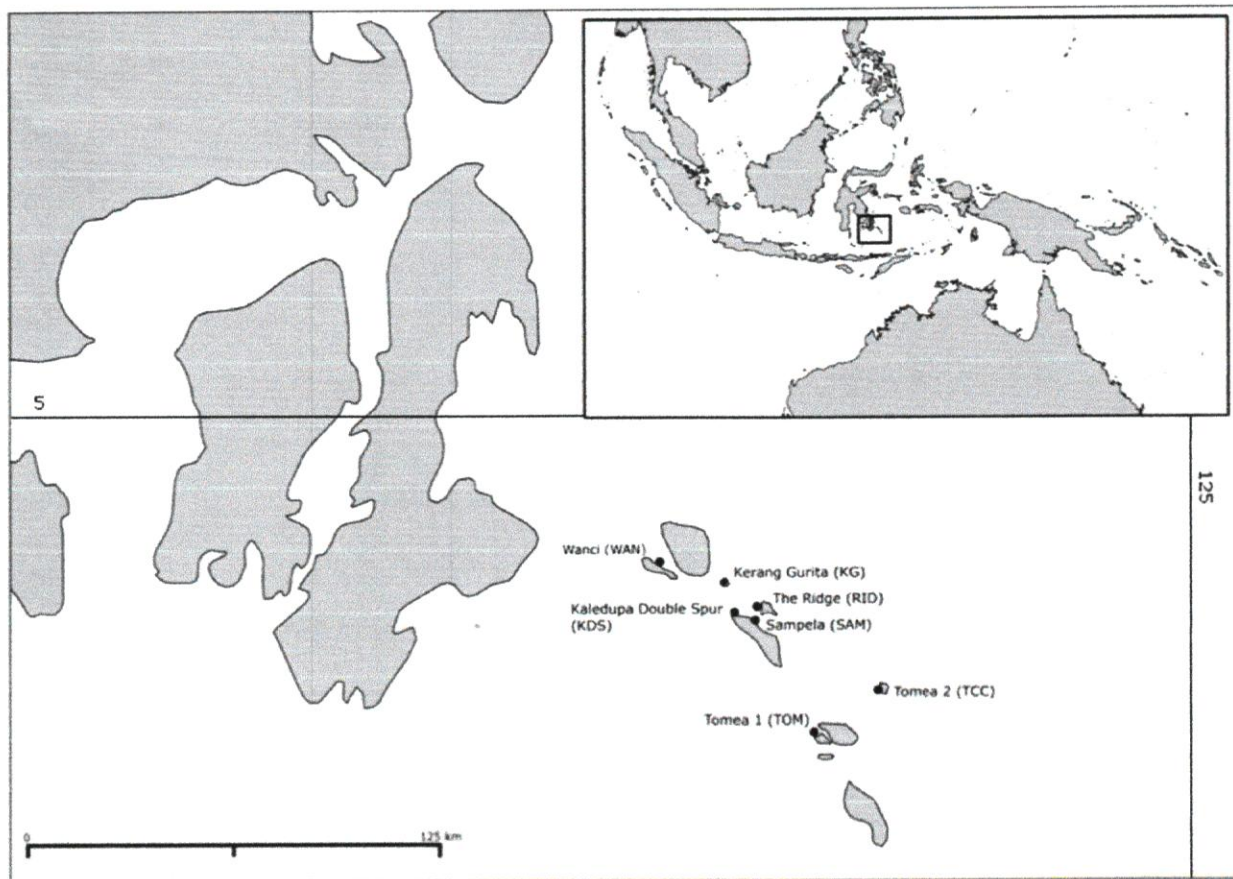 5
125
Wanci (WAN)
Kerang Gurita (KG)
The Ridge (RID)
Kaledupa Double Spur
(KDS)
Sampela (SAM)
Tomea 2 (TCC)
Tomea 1 (TOM)
0
125 km